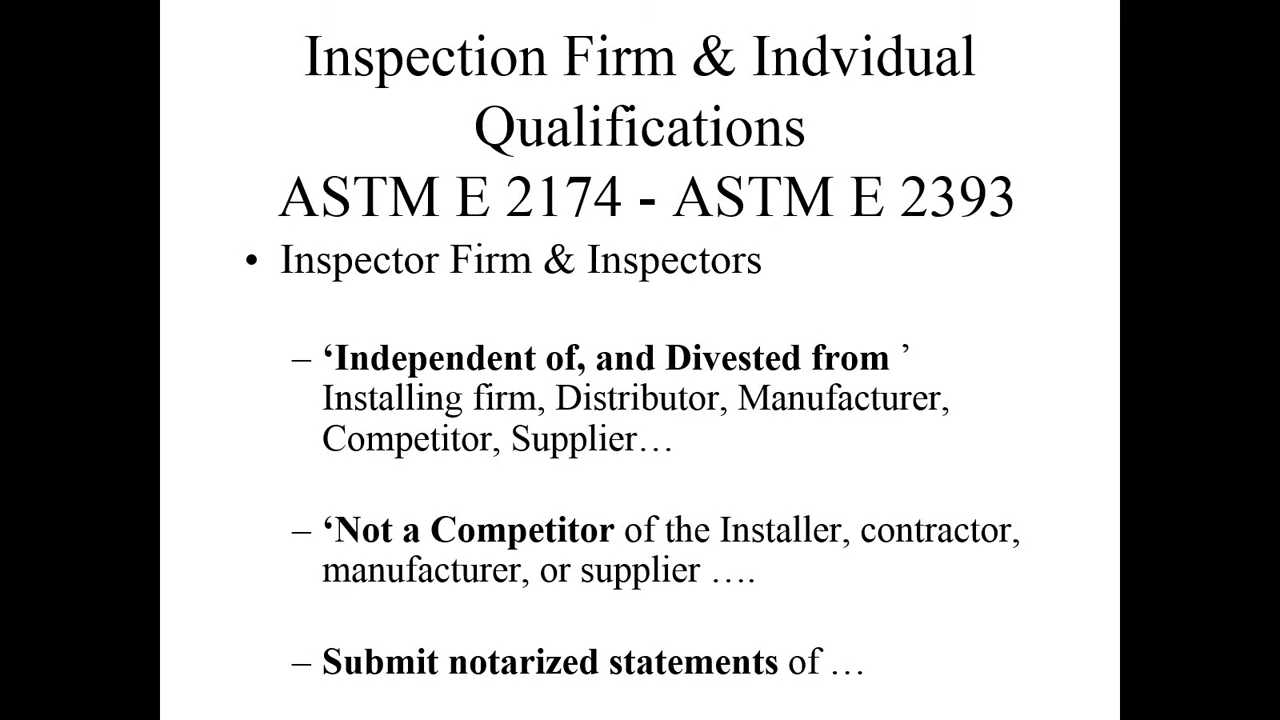 Inspection Firm & Indvidual
Qualifications
ASTM E 2174 - ASTM E 2393
• Inspector Firm & Inspectors
– ‘Independent of, and Divested from ’
Installing firm, Distributor, Manufacturer,
Competitor, Supplier…
– ‘Not a Competitor of the Installer, contractor,
manufacturer, or supplier ….
– Submit notarized statements of …